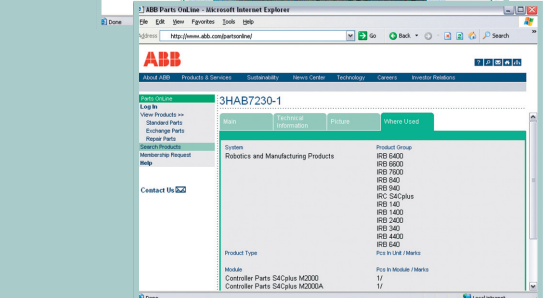 Done
ABB Parts OnLine - Microsoft Internet Explorer
File Edit View Favorites Tools Help
Address http://www.abb.com/partsonline/ Go Back Search
ABB
About ABB Products & Services Sustainability News Center Technology Careers Investor Relations
Parts OnLine
Log In
View Products >>
Standard Parts
Exchange Parts
Repair Parts
Search Products
Membership Request
Help
Contact Us
3HAB7230-1
Main Technical Information Picture Where Used
System Product Group
Robotics and Manufacturing Products IRB 6400
IRB 6600
IRB 7600
IRB 840
IRB 940
IRC S4Cplus
IRB 140
IRB 1400
IRB 2400
IRB 340
IRB 4400
IRB 640
Product Type Pcs in Unit / Marks
Module Pcs in Module / Marks
Controller Parts S4Cplus M2000 1/
Controller Parts S4Cplus M2000A 1/
Done Local intranet